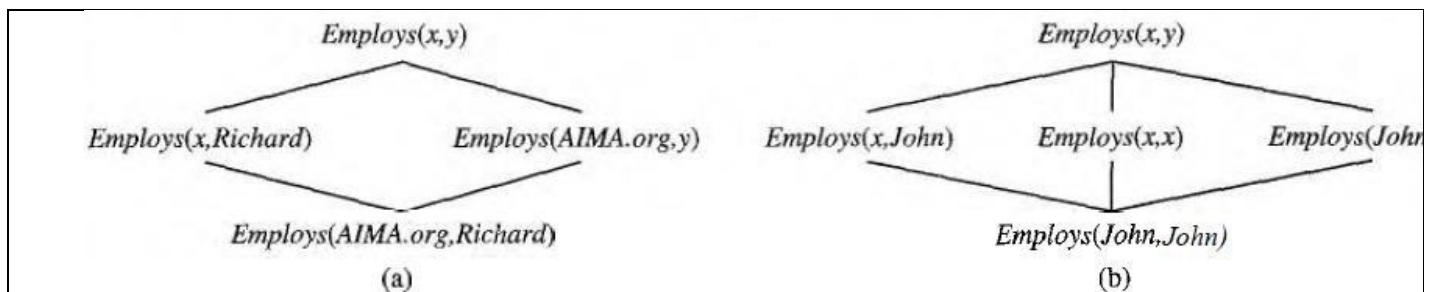 Employs(x,y) Employs(x,y)
Employs(x,Richard) Employs(AIMA.org,y) Employs(x,John) Employs(x,x) Employs(John
Employs(AIMA.org,Richard) Employs(John,John)
(a) (b)